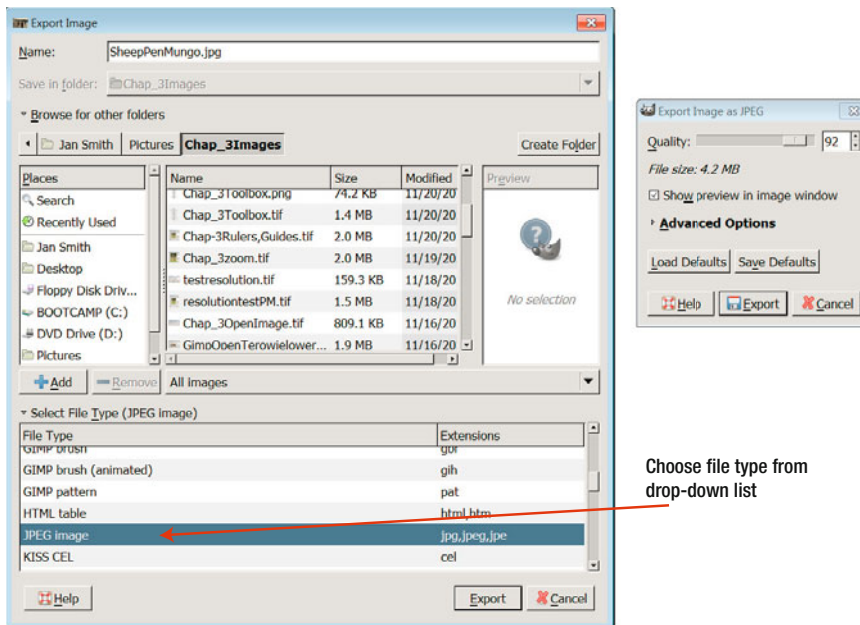 Export Image
Name: SheepPenMungo.jpg
Save in folder: Chap_3Images
Browse for other folders
Jan Smith Pictures Chap_3Images Create Folder
Places
Search
Recently Used
Jan Smith
Desktop
Floppy Disk Driv...
BOOTCAMP (C:)
DVD Drive (D:)
Pictures
Name Size Modified
Chap_3Toolbox.png 74.2 KB 11/20/20
Chap_3Toolbox.tif 1.4 MB 11/20/20
Chap-3Rulers,Guides.tif 2.0 MB 11/20/20
Chap_3zoom.tif 2.0 MB 11/19/20
testresolution.tif 159.3 KB 11/18/20
resolutiontestPM.tif 1.5 MB 11/18/20
Chap_3OpenImage.tif 809.1 KB 11/16/20
GimpOpenTerowielower... 1.9 MB 11/16/20
Preview
No selection
Add Remove All images
Select File Type (JPEG image)
File Type Extensions
GIMP brush gbr
GIMP brush (animated) gih
GIMP pattern pat
HTML table html,htm
JPEG image jpg,jpeg,jpe
KISS CEL cel
Help Export Cancel
Export Image as JPEG
Quality: 92
File size: 4.2 MB
Show preview in image window
Advanced Options
Load Defaults Save Defaults
Help Export Cancel
Choose file type from
drop-down list